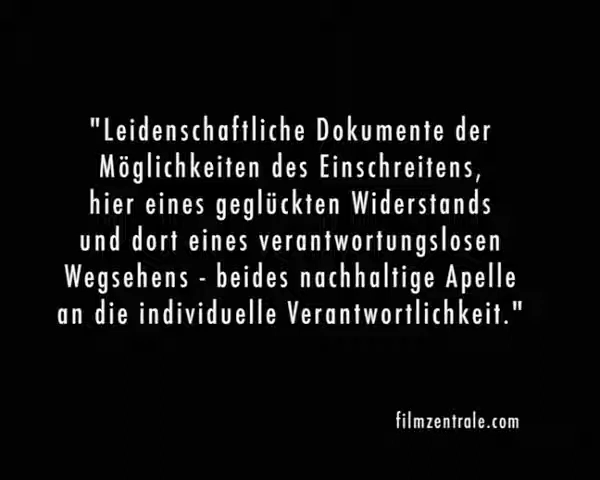 "Leidenschaftliche Dokumente der
Möglichkeiten des Einschreitens,
hier eines geglückten Widerstands
und dort eines verantwortungslosen
Wegsehens - beides nachhaltige Apelle
an die individuelle Verantwortlichkeit."
filmzentrale.com